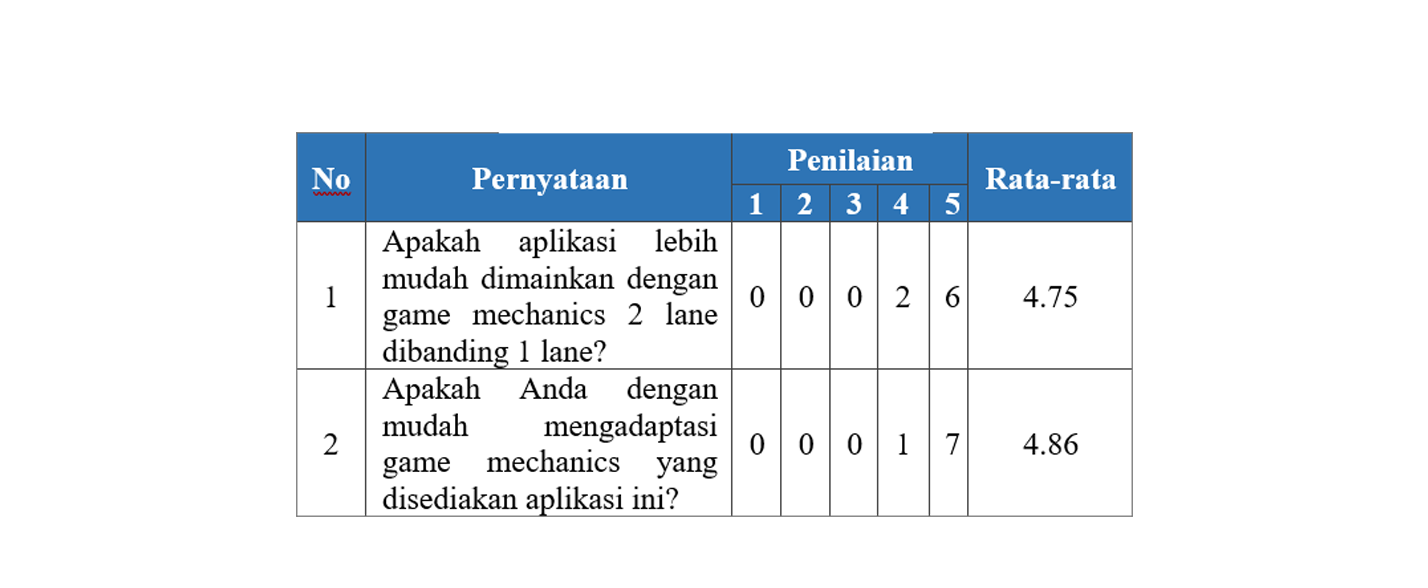 No Pernyataan Penilaian Rata-rata
1 2 3 4 5
1 Apakah aplikasi lebih
mudah dimainkan dengan
game mechanics 2 lane
dibanding 1 lane?
0 0 0 2 6 4.75
2 Apakah Anda dengan
mudah mengadaptasi
game mechanics yang
disediakan aplikasi ini?
0 0 0 1 7 4.86